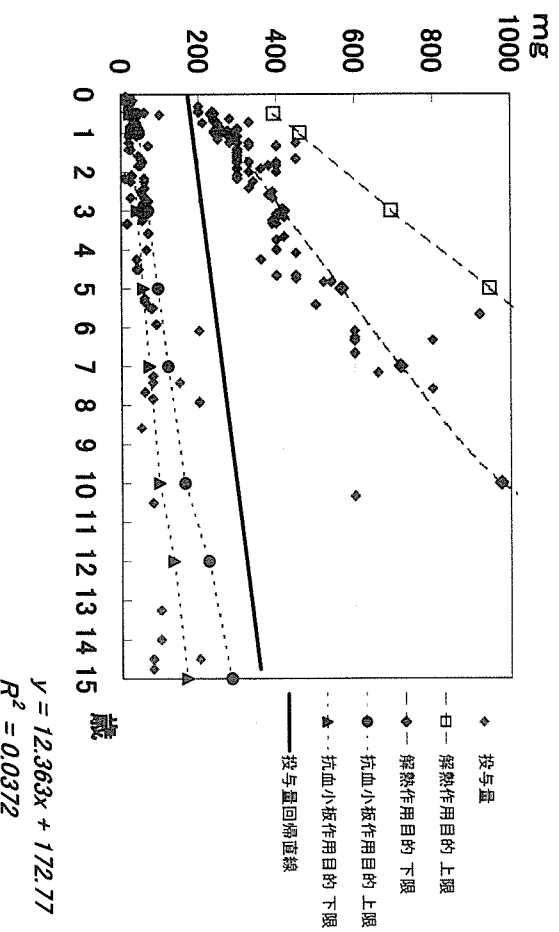 mg
1000
800
600
400
200
0
0 1 2 3 4 5 6 7 8 9 10 11 12 13 14 15 歳
投与量
解熱作用目的 上限
解熱作用目的 下限
抗血小板作用目的 上限
抗血小板作用目的 下限
投与量回帰直線
y = 12.363x + 172.77
R² = 0.0372